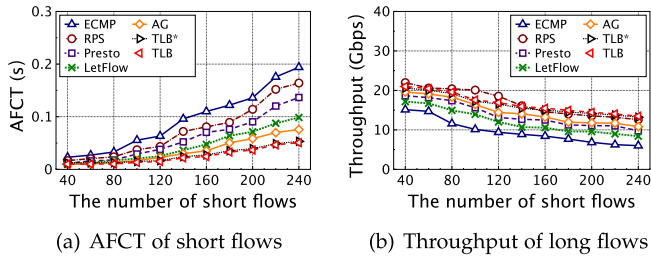 AFCT (s)
0.3
0.2
0.1
0
ECMP
RPS
Presto
LetFlow
AG
TLB*
TLB
40 80 120 160 200 240
The number of short flows
(a) AFCT of short flows
Throughput (Gbps)
40
30
20
10
0
ECMP
RPS
Presto
LetFlow
AG
TLB*
TLB
40 80 120 160 200 240
The number of short flows
(b) Throughput of long flows